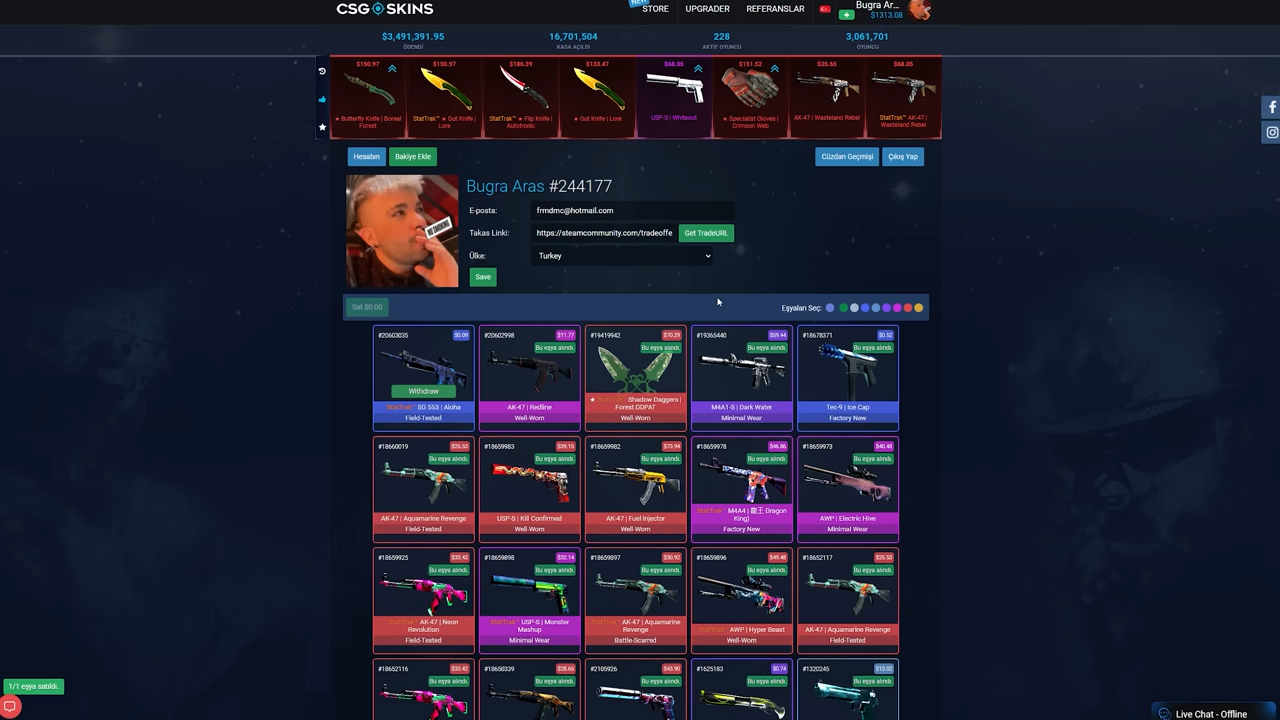 CSGOSKINS
NEW
STORE
UPGRADER
REFERANSLAR
Bugra Ar...
$1313.08
$3,491,391.95
ÖDENDİ
16,701,504
KASA AÇILDI
228
AKTİF OYUNCU
3,061,701
OYUNCU
$150.97
$150.97
$186.39
$133.47
$68.05
$151.52
$35.65
$68.05
★ Butterfly Knife | Boreal
Forest
StatTrak™ ★ Gut Knife |
Lore
StatTrak™ ★ Flip Knife |
Autotronic
★ Gut Knife | Lore
USP-S | Whiteout
★ Specialist Gloves |
Crimson Web
AK-47 | Wasteland Rebel
StatTrak™ AK-47 |
Wasteland Rebel
Hesabın
Bakiye Ekle
Cüzdan Geçmişi
Çıkış Yap
Bugra Aras #244177
E-posta:
frmdmc@hotmail.com
Takas Linki:
https://steamcommunity.com/tradeoffe
Get TradeURL
Ülke:
Turkey
Save
NO SMOKING
Sat $0.00
Eşyaları Seç:
#20603035
$0.09
Withdraw
StatTrak™ SG 553 | Aloha
Field-Tested
#20602998
$11.77
Bu eşya alındı.
AK-47 | Redline
Well-Worn
#19419942
$70.29
Bu eşya alındı.
★ StatTrak™ Shadow Daggers |
Forest DDPAT
Well-Worn
#19365440
$59.44
Bu eşya alındı.
M4A1-S | Dark Water
Minimal Wear
#18678371
$0.52
Bu eşya alındı.
Tec-9 | Ice Cap
Factory New
#18660019
$25.53
Bu eşya alındı.
AK-47 | Aquamarine Revenge
Field-Tested
#18659983
$39.15
Bu eşya alındı.
USP-S | Kill Confirmed
Well-Worn
#18659982
$73.94
Bu eşya alındı.
AK-47 | Fuel Injector
Well-Worn
#18659978
$46.86
Bu eşya alındı.
StatTrak™ M4A4 | 龍王 Dragon
King)
Factory New
#18659973
$40.48
Bu eşya alındı.
AWP | Electric Hive
Minimal Wear
#18659925
$33.42
Bu eşya alındı.
StatTrak™ AK-47 | Neon
Revolution
Field-Tested
#18659898
$32.14
Bu eşya alındı.
StatTrak™ USP-S | Monster
Mashup
Minimal Wear
#18659897
$30.92
Bu eşya alındı.
StatTrak™ AK-47 | Aquamarine
Revenge
Battle-Scarred
#18659896
$49.48
Bu eşya alındı.
StatTrak™ AWP | Hyper Beast
Well-Worn
#18652117
$25.53
Bu eşya alındı.
AK-47 | Aquamarine Revenge
Field-Tested
#18652116
$33.42
Bu eşya alındı.
#18650339
$28.66
Bu eşya alındı.
#2105926
$43.90
Bu eşya alındı.
#1625183
$0.74
Bu eşya alındı.
#1320245
$13.02
Bu eşya alındı.
1/1 eşya satıldı.
Live Chat - Offline